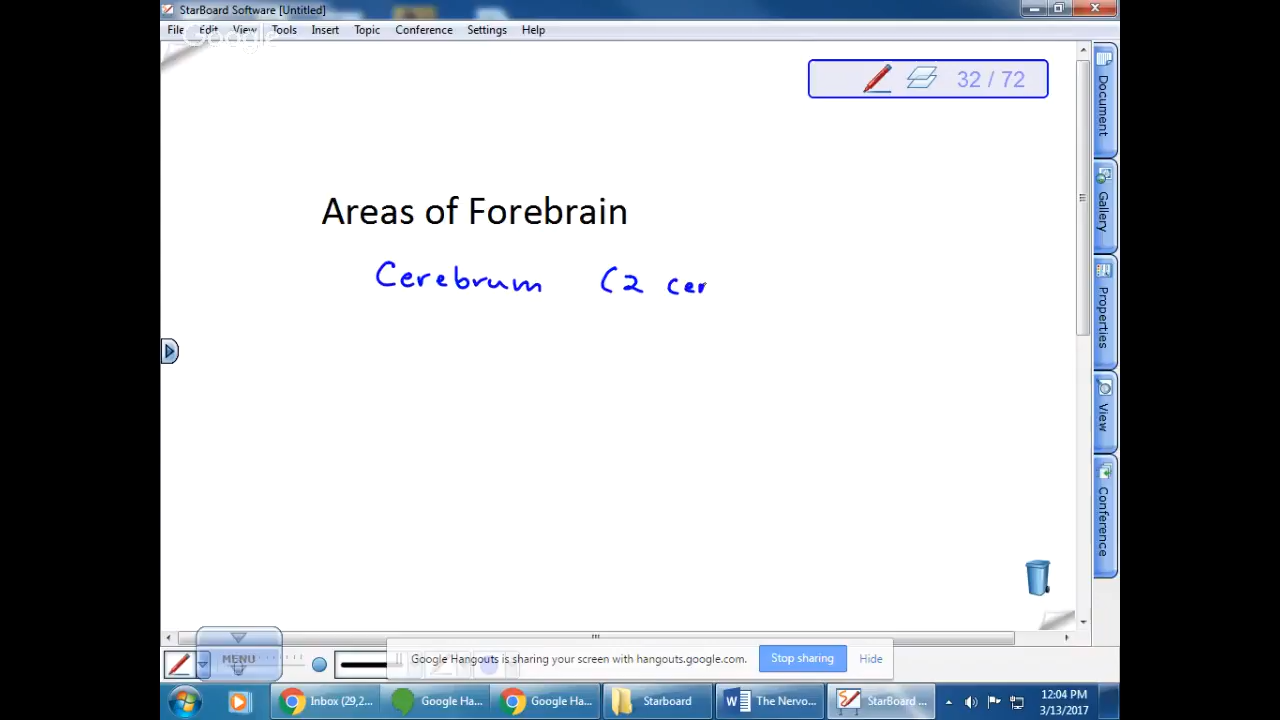 StarBoard Software [Untitled]
File Edit View Tools Insert Topic Conference Settings Help
Google
32 / 72
Document
Gallery
Properties
View
Conference
Areas of Forebrain
Cerebrum (2 cer
MENU
Google Hangouts is sharing your screen with hangouts.google.com. Stop sharing Hide
Inbox (29,2... Google Ha... Google Ha... Starboard The Nervo... StarBoard ... 12:04 PM
3/13/2017